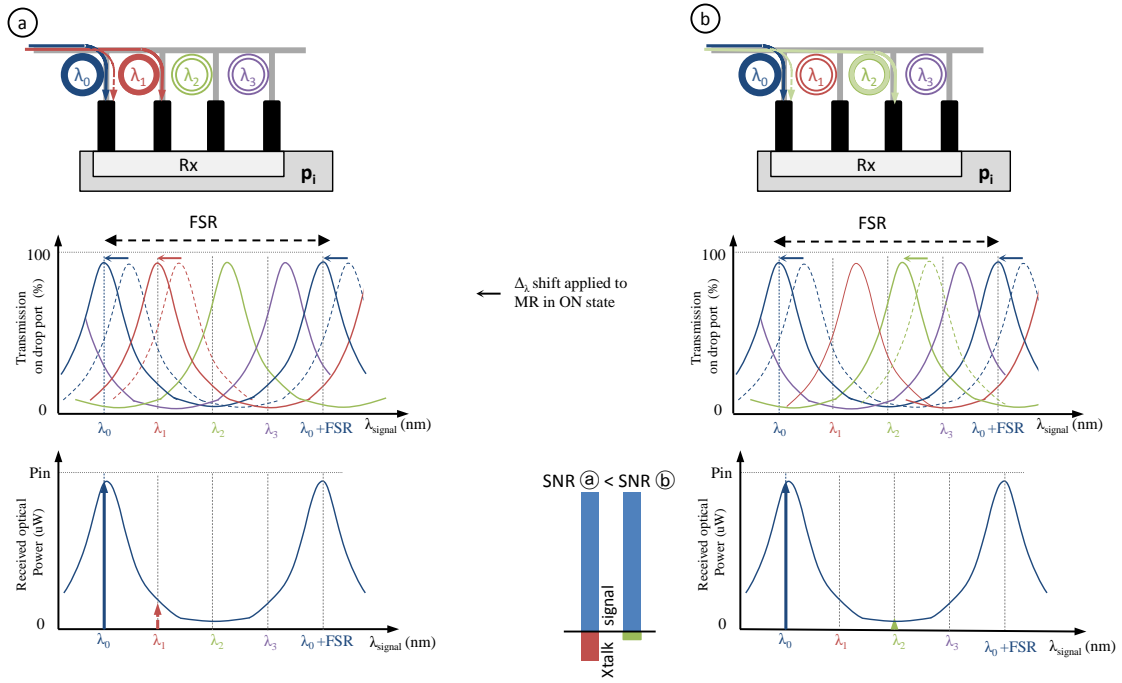 a
λ0
λ1
λ2
λ3
Rx
pi
FSR
100
Transmission
on drop port (%)
0
λ0
λ1
λ2
λ3
λ0 +FSR
λsignal (nm)
Pin
Received optical
Power (uW)
0
λ0
λ1
λ2
λ3
λ0 +FSR
λsignal (nm)
Δλ shift applied to
MR in ON state
SNR a < SNR b
signal
Xtalk
b
λ0
λ1
λ2
λ3
Rx
pi
FSR
100
Transmission
on drop port (%)
0
λ0
λ1
λ2
λ3
λ0 +FSR
λsignal (nm)
Pin
Received optical
Power (uW)
0
λ0
λ1
λ2
λ3
λ0 +FSR
λsignal (nm)